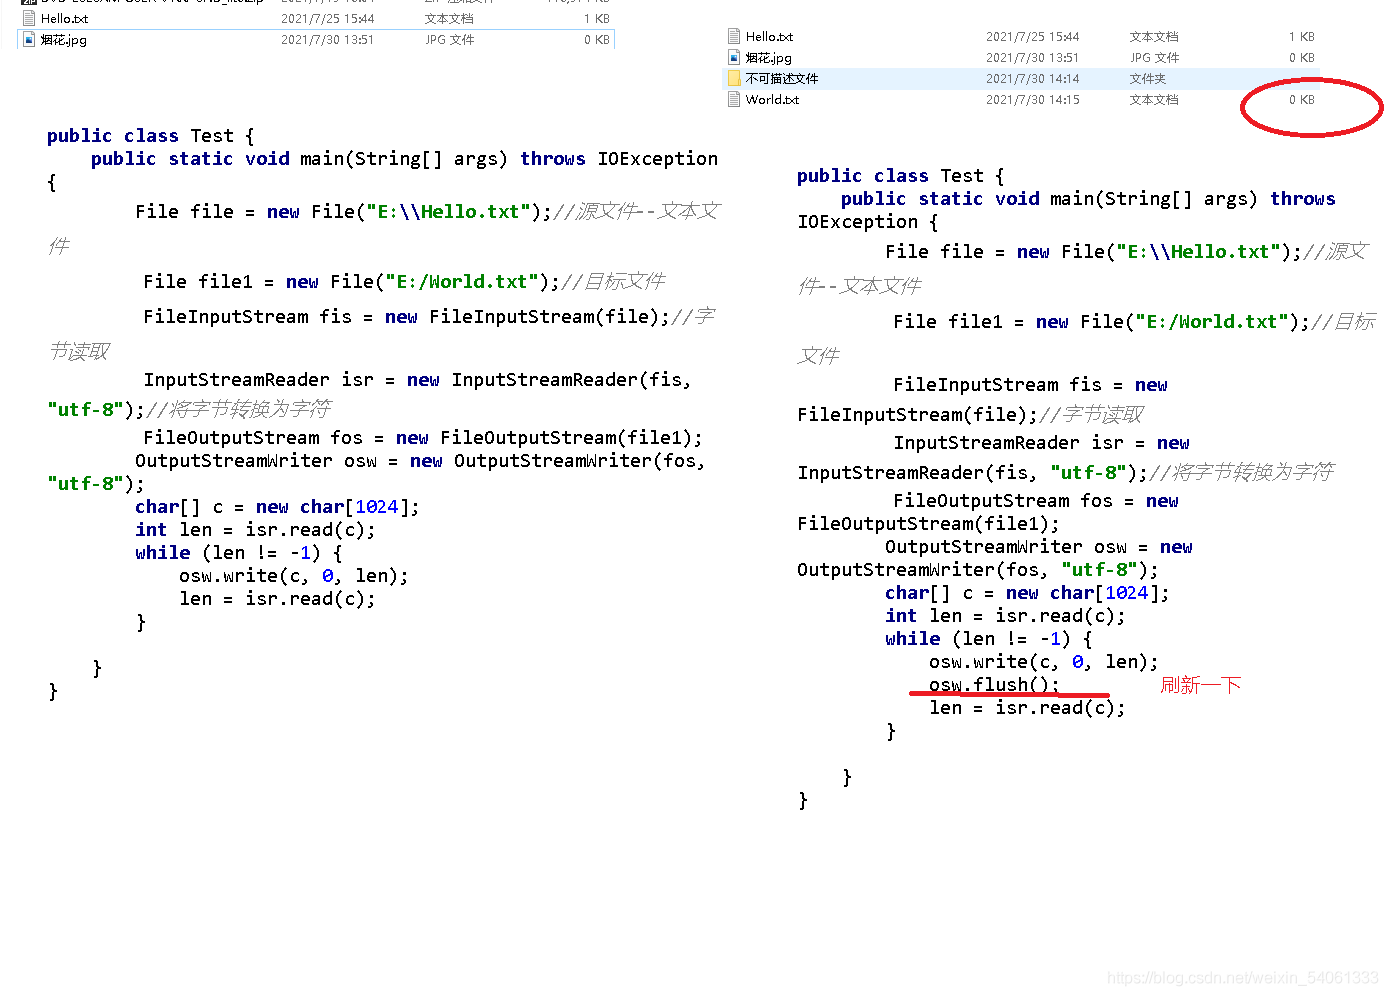 Hello.txt 2021/7/25 15:44 文本文档 1 KB
烟花.jpg 2021/7/30 13:51 JPG 文件 0 KB
public class Test {
public static void main(String[] args) throws IOException
{
File file = new File("E:\\Hello.txt");//源文件--文本文
件
File file1 = new File("E:/World.txt");//目标文件
FileInputStream fis = new FileInputStream(file);//字
节读取
InputStreamReader isr = new InputStreamReader(fis,
"utf-8");//将字节转换为字符
FileOutputStream fos = new FileOutputStream(file1);
OutputStreamWriter osw = new OutputStreamWriter(fos,
"utf-8");
char[] c = new char[1024];
int len = isr.read(c);
while (len != -1) {
osw.write(c, 0, len);
len = isr.read(c);
}
}
}
Hello.txt 2021/7/25 15:44 文本文档 1 KB
烟花.jpg 2021/7/30 13:51 JPG 文件 0 KB
不可描述文件 2021/7/30 14:14 文件夹
World.txt 2021/7/30 14:15 文本文档 0 KB
public class Test {
public static void main(String[] args) throws
IOException {
File file = new File("E:\\Hello.txt");//源文
件--文本文件
File file1 = new File("E:/World.txt");//目标
文件
FileInputStream fis = new
FileInputStream(file);//字节读取
InputStreamReader isr = new
InputStreamReader(fis, "utf-8");//将字节转换为字符
FileOutputStream fos = new
FileOutputStream(file1);
OutputStreamWriter osw = new
OutputStreamWriter(fos, "utf-8");
char[] c = new char[1024];
int len = isr.read(c);
while (len != -1) {
osw.write(c, 0, len);
osw.flush(); 刷新一下
len = isr.read(c);
}
}
}
https://blog.csdn.net/weixin_54061333